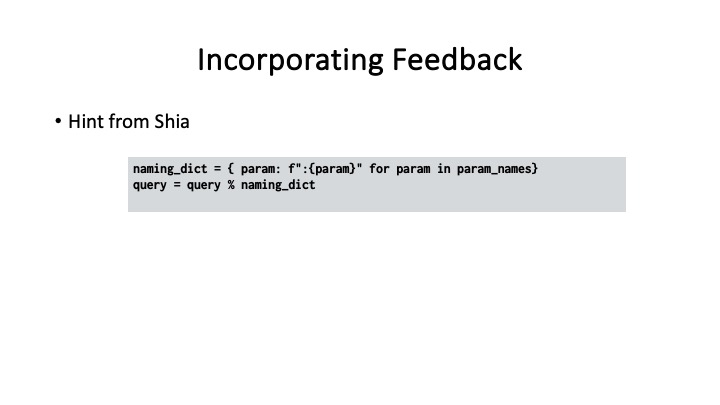 Incorporating Feedback
• Hint from Shia
naming_dict = { param: f":{param}" for param in param_names}
query = query % naming_dict